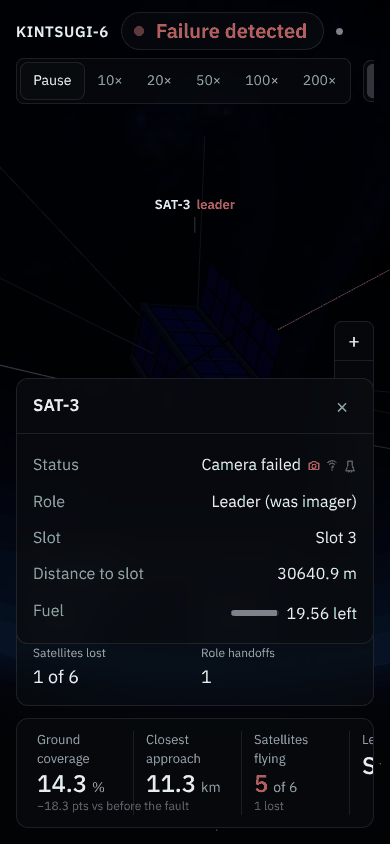 KINTSUGI-6 Failure detected
Pause 10× 20× 50× 100× 200×
SAT-3 leader
+
SAT-3 ×
Status Camera failed
Role Leader (was imager)
Slot Slot 3
Distance to slot 30640.9 m
Fuel 19.56 left
Satellites lost Role handoffs
1 of 6 1
Ground coverage Closest approach Satellites flying Le
14.3 % 11.3 km 5 of 6 S
−18.3 pts vs before the fault 1 lost